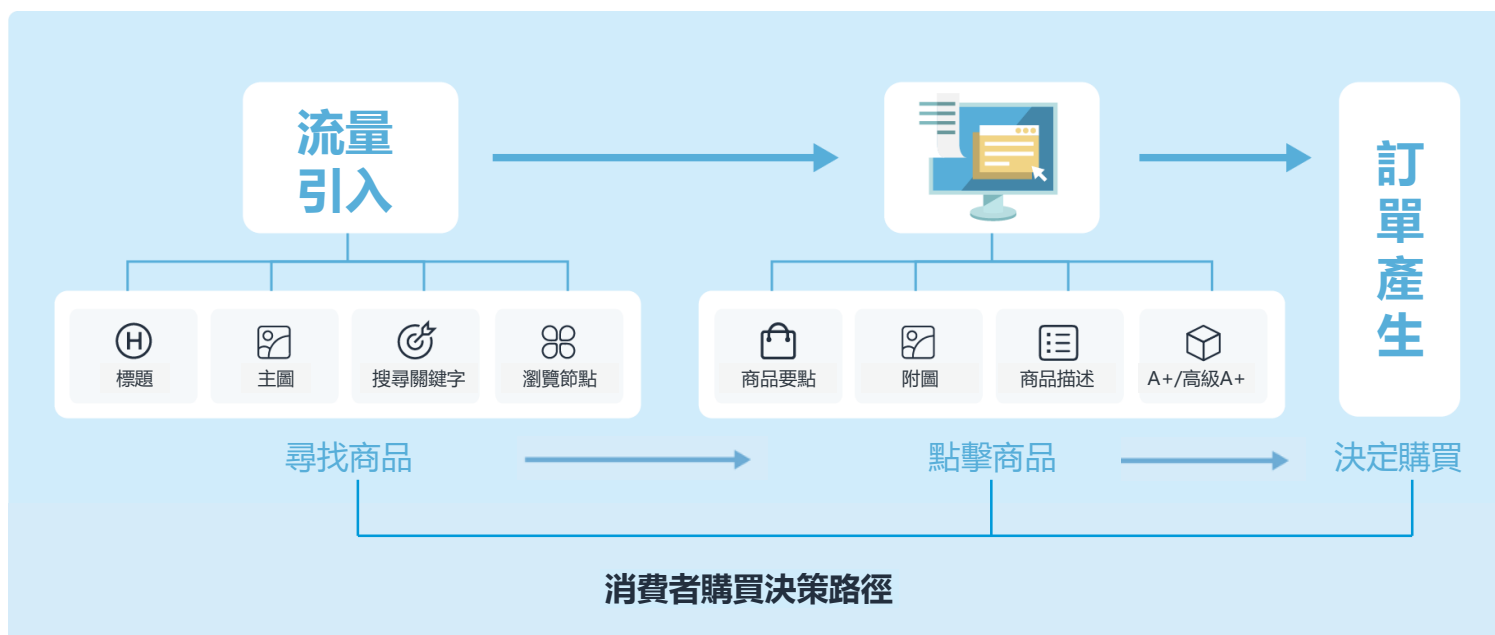 流量
引入
訂單產生
標題
主圖
搜尋關鍵字
瀏覽節點
商品要點
附圖
商品描述
A+/高級A+
尋找商品
點擊商品
決定購買
消費者購買決策路徑